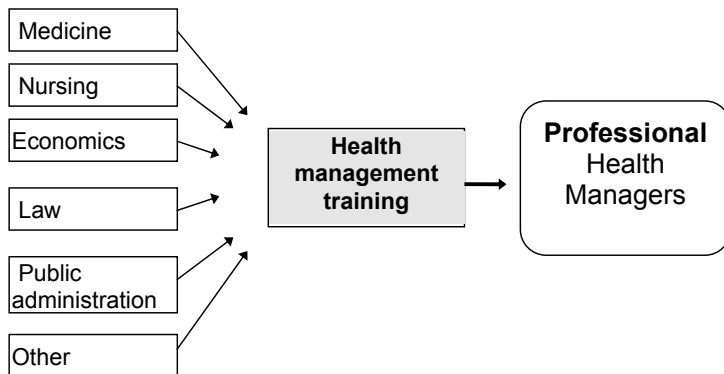 Medicine
Nursing
Economics
Law
Public
administration
Other
Health
management
training
Professional
Health
Managers